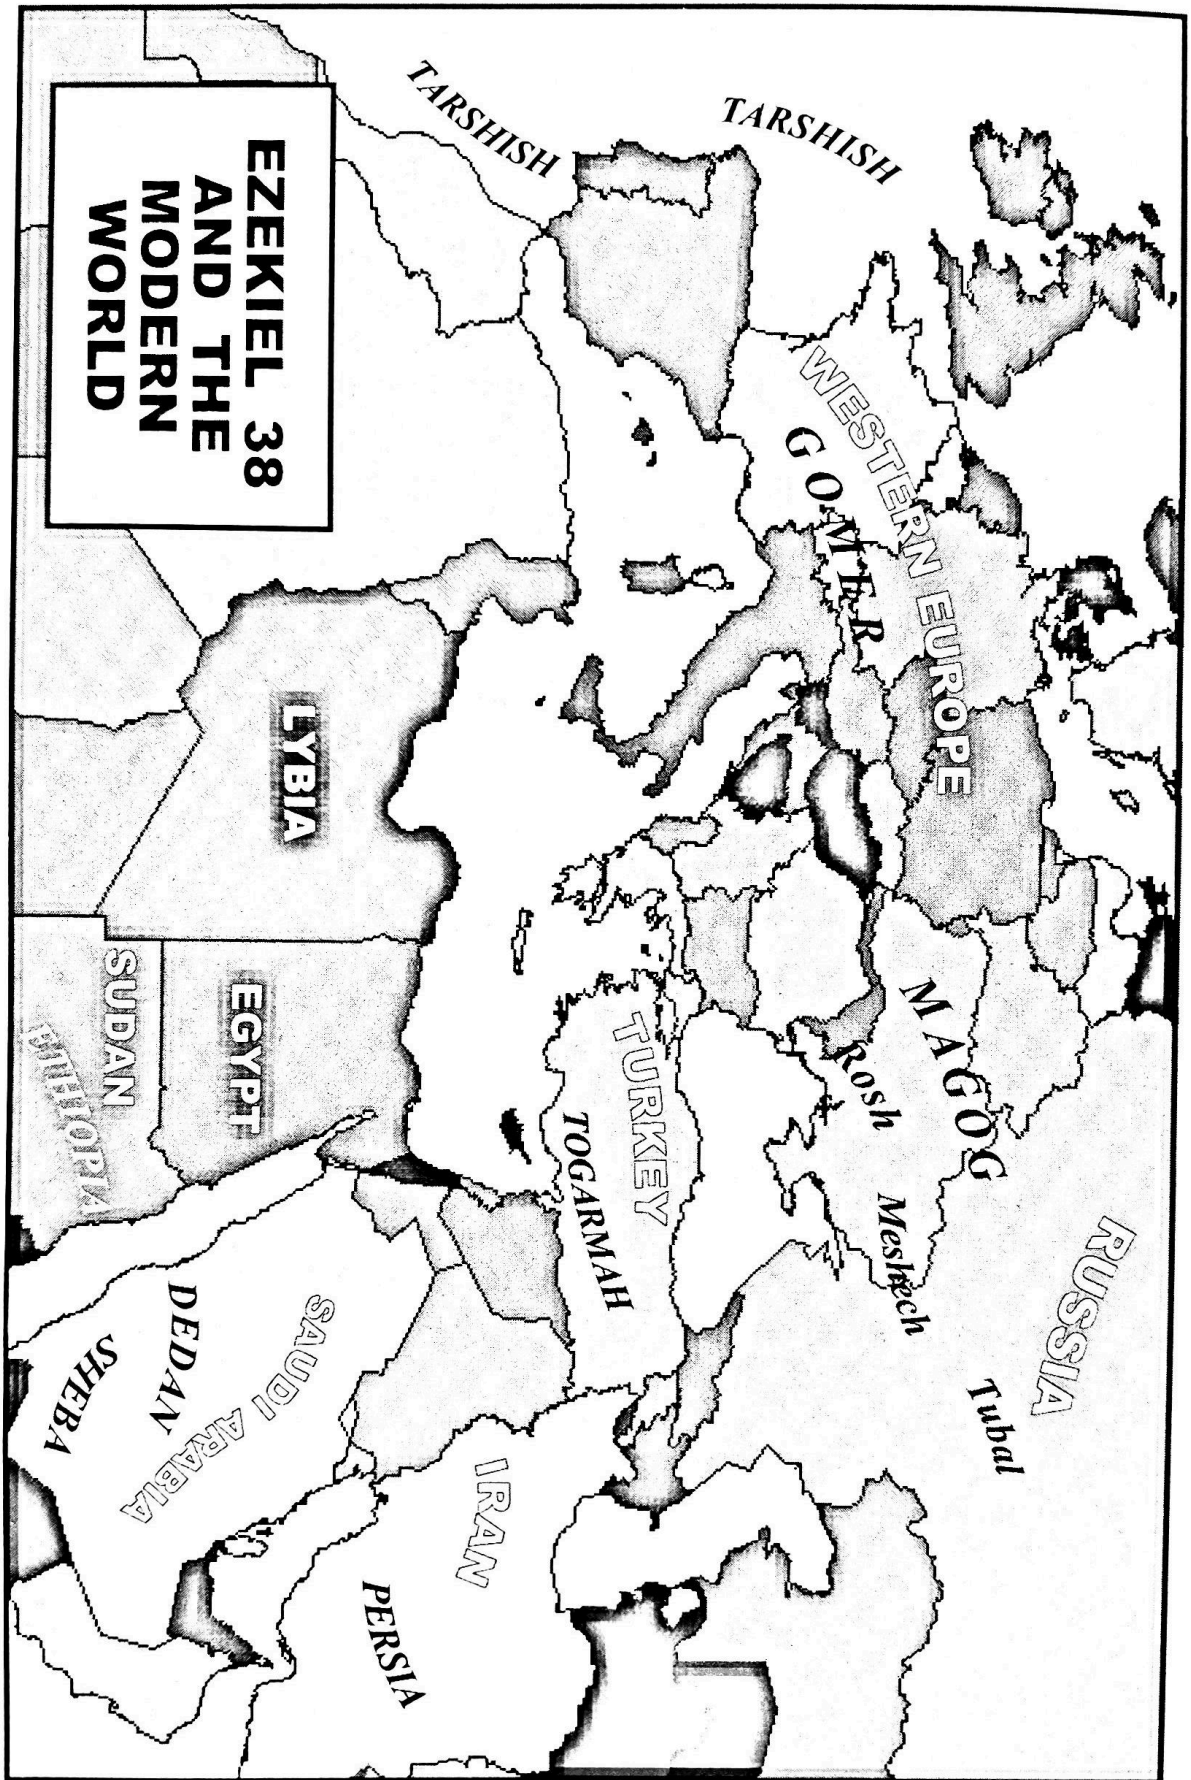 EZEKIEL 38
AND THE
MODERN
WORLD
TARSHISH
TARSHISH
WESTERN EUROPE
GOMER
MAGOG
Rosh
Meshech
Tubal
RUSSIA
TURKEY
TOGARMAH
LYBIA
EGYPT
SUDAN
ETHIOPIA
SAUDI ARABIA
DEDAN
SHEBA
IRAN
PERSIA